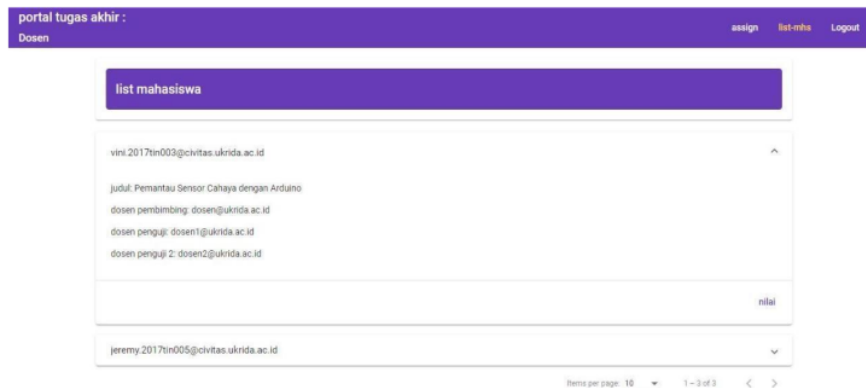 portal tugas akhir :
Dosen
assign list-mhs Logout
list mahasiswa
vini.2017tin003@civitas.ukrida.ac.id
judul: Pemantau Sensor Cahaya dengan Arduino
dosen pembimbing: dosen@ukrida.ac.id
dosen penguji: dosen1@ukrida.ac.id
dosen penguji 2: dosen2@ukrida.ac.id
nilai
jeremy.2017tin005@civitas.ukrida.ac.id
Items per page: 10 1 – 3 of 3